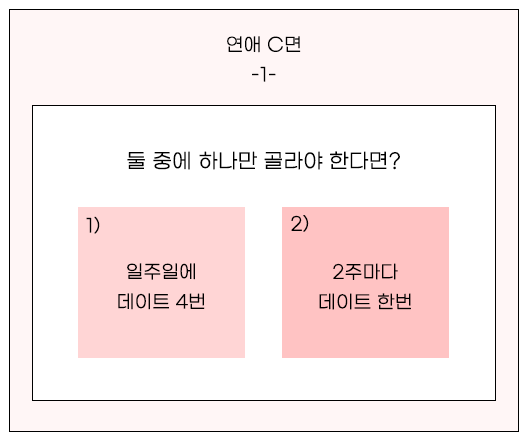 연애 C면
-1-
둘 중에 하나만 골라야 한다면?
1)
일주일에
데이트 4번
2)
2주마다
데이트 한번